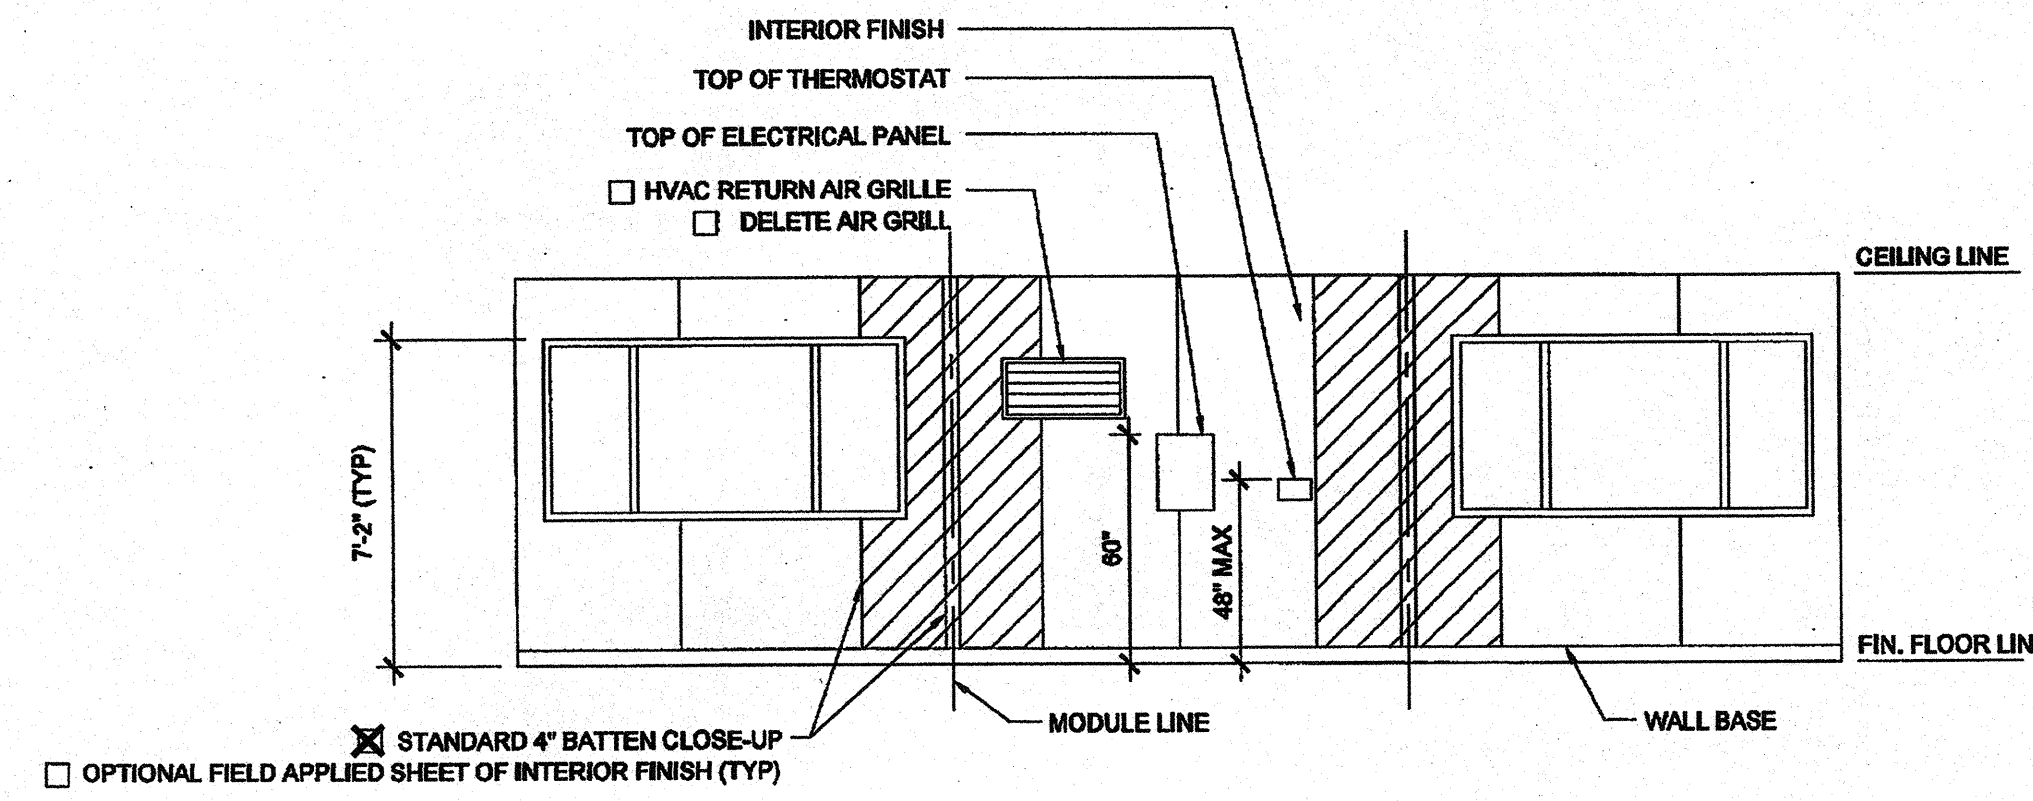 INTERIOR FINISH
TOP OF THERMOSTAT
TOP OF ELECTRICAL PANEL
HVAC RETURN AIR GRILLE
DELETE AIR GRILL
CEILING LINE
7'-2" (TYP)
60"
48" MAX
FIN. FLOOR LIN
MODULE LINE
WALL BASE
STANDARD 4" BATTEN CLOSE-UP
OPTIONAL FIELD APPLIED SHEET OF INTERIOR FINISH (TYP)